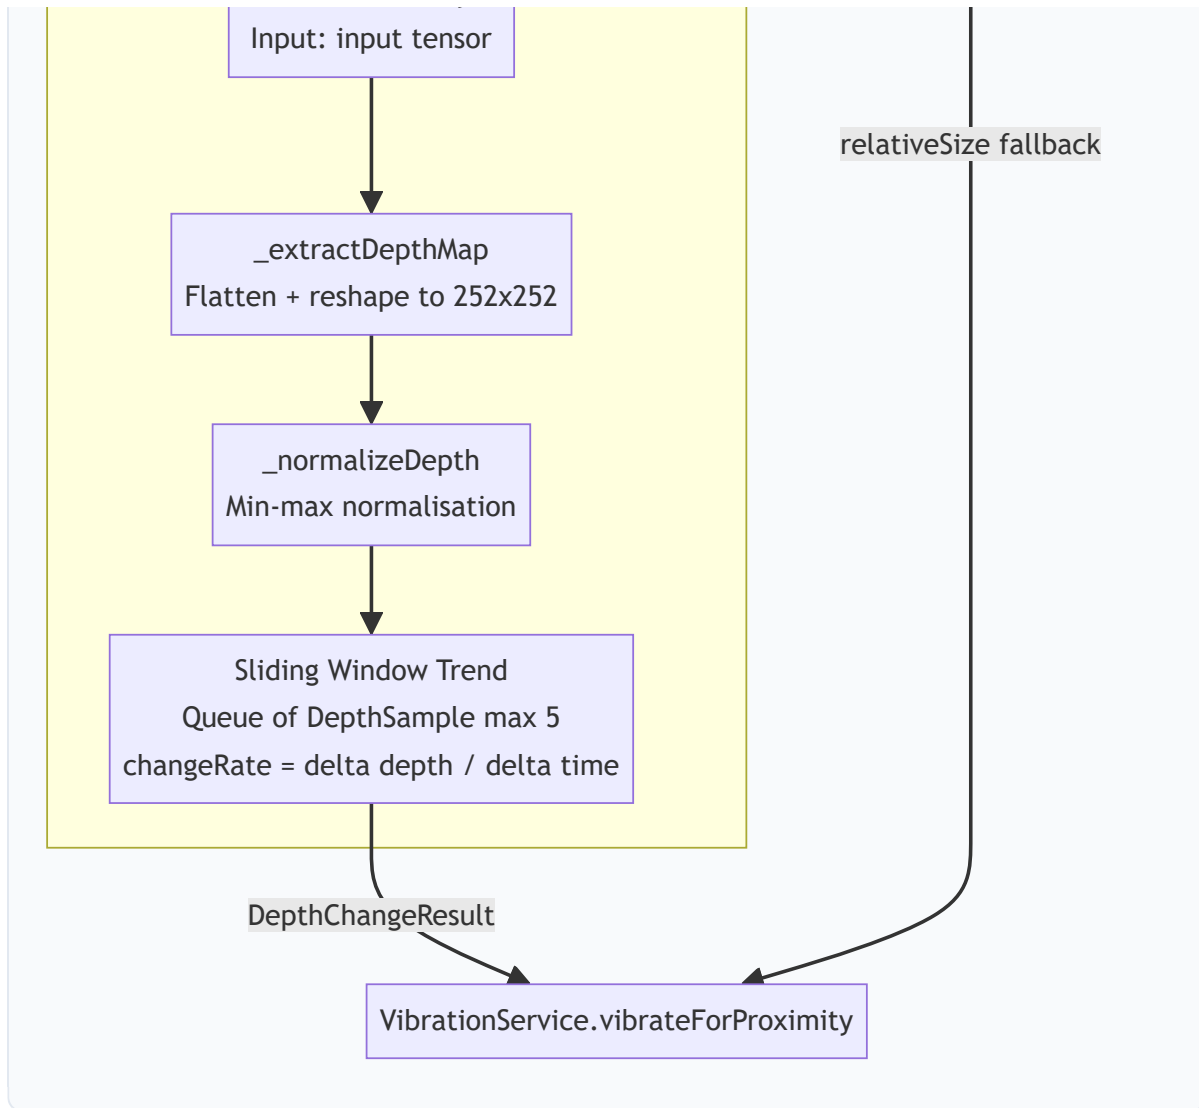 Input: input tensor
relativeSize fallback
_extractDepthMap
Flatten + reshape to 252x252
_normalizeDepth
Min-max normalisation
Sliding Window Trend
Queue of DepthSample max 5
changeRate = delta depth / delta time
DepthChangeResult
VibrationService.vibrateForProximity